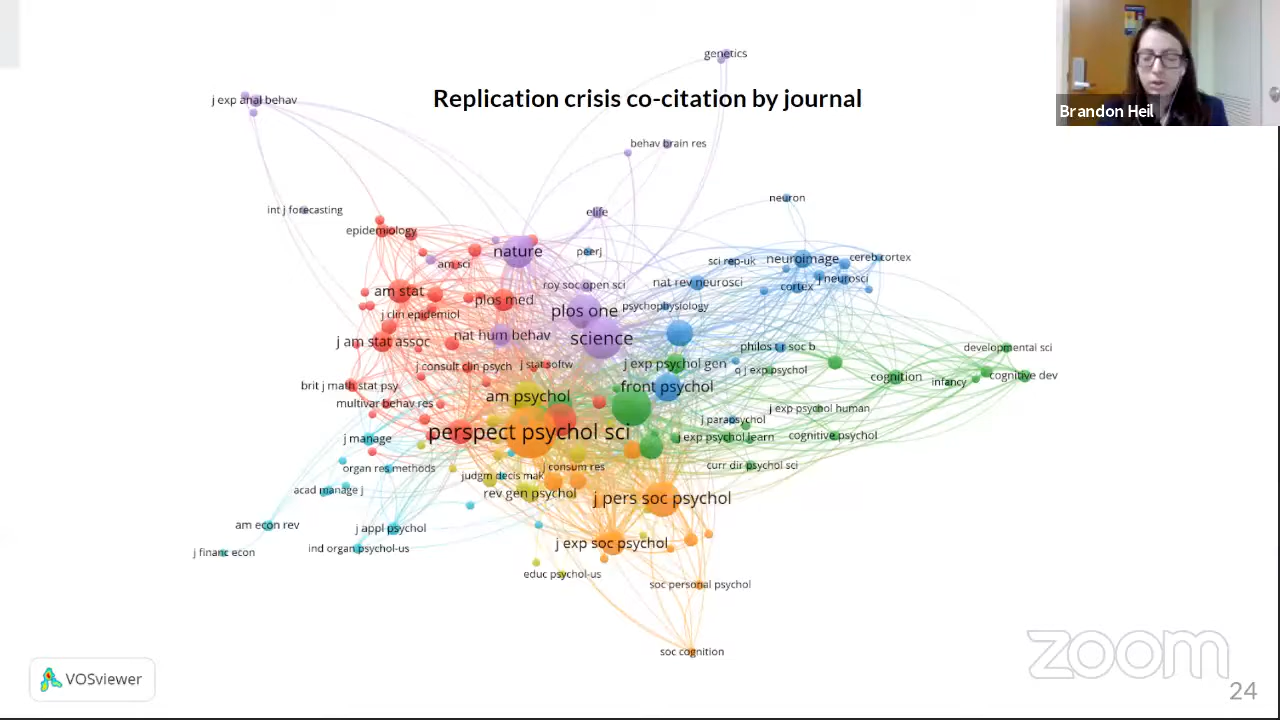 genetics
j exp anal behav
Replication crisis co-citation by journal
Brandon Heil
behav brain res
neuron
int j forecasting
elife
epidemiology
nature
peerj
am sci
sci rep-uk
neuroimage
cereb cortex
roy soc open sci
nat rev neurosci
j neurosci
cortex
am stat
plos med
plos one
psychophysiology
j clin epidemiol
nat hum behav
science
j am stat assoc
philos t r soc b
developmental sci
j consult clin psych
j stat softw
j exp psychol gen
q j exp psychol
cognition
infancy
cognitive dev
brit j math stat psy
am psychol
front psychol
multivar behav res
j exp psychol human
j parapsychol
perspect psychol sci
j manage
j exp psychol learn
cognitive psychol
organ res methods
j consum res
curr dir psychol sci
judgm decis mak
acad manage j
rev gen psychol
j pers soc psychol
am econ rev
j appl psychol
j financ econ
ind organ psychol-us
j exp soc psychol
educ psychol-us
soc personal psychol
soc cognition
VOSviewer
zoom
24